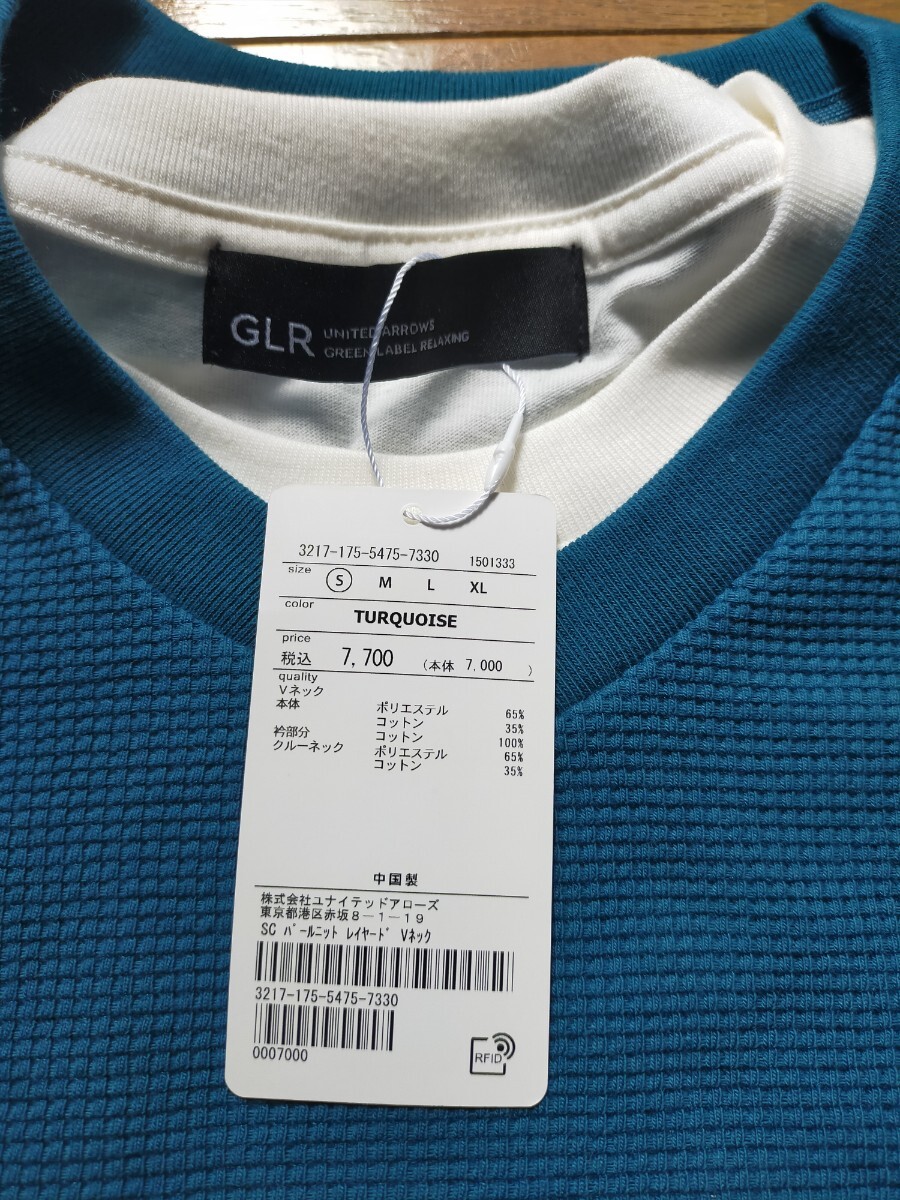 GLR UNITED ARROWS
GREEN LABEL RELAXING
3217-175-5475-7330 1501333
size S M L XL
color
TURQUOISE
price
税込 7,700 (本体 7,000 )
quality
Vネック
本体 ポリエステル 65%
コットン 35%
衿部分 コットン 100%
クルーネック ポリエステル 65%
コットン 35%
中国製
株式会社ユナイテッドアローズ
東京都港区赤坂8-1-19
SC パールニット レイヤード Vネック
3217-175-5475-7330
0007000
RFID